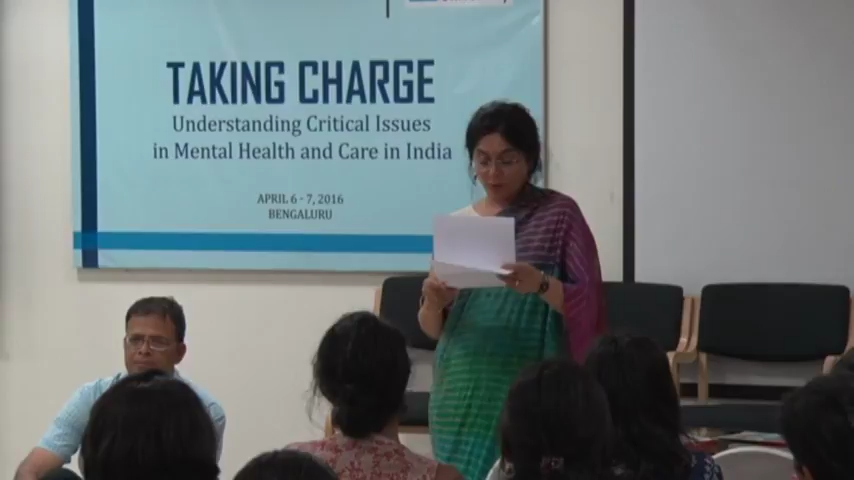 TAKING CHARGE
Understanding Critical Issues
in Mental Health and Care in India
APRIL 6 - 7, 2016
BENGALURU